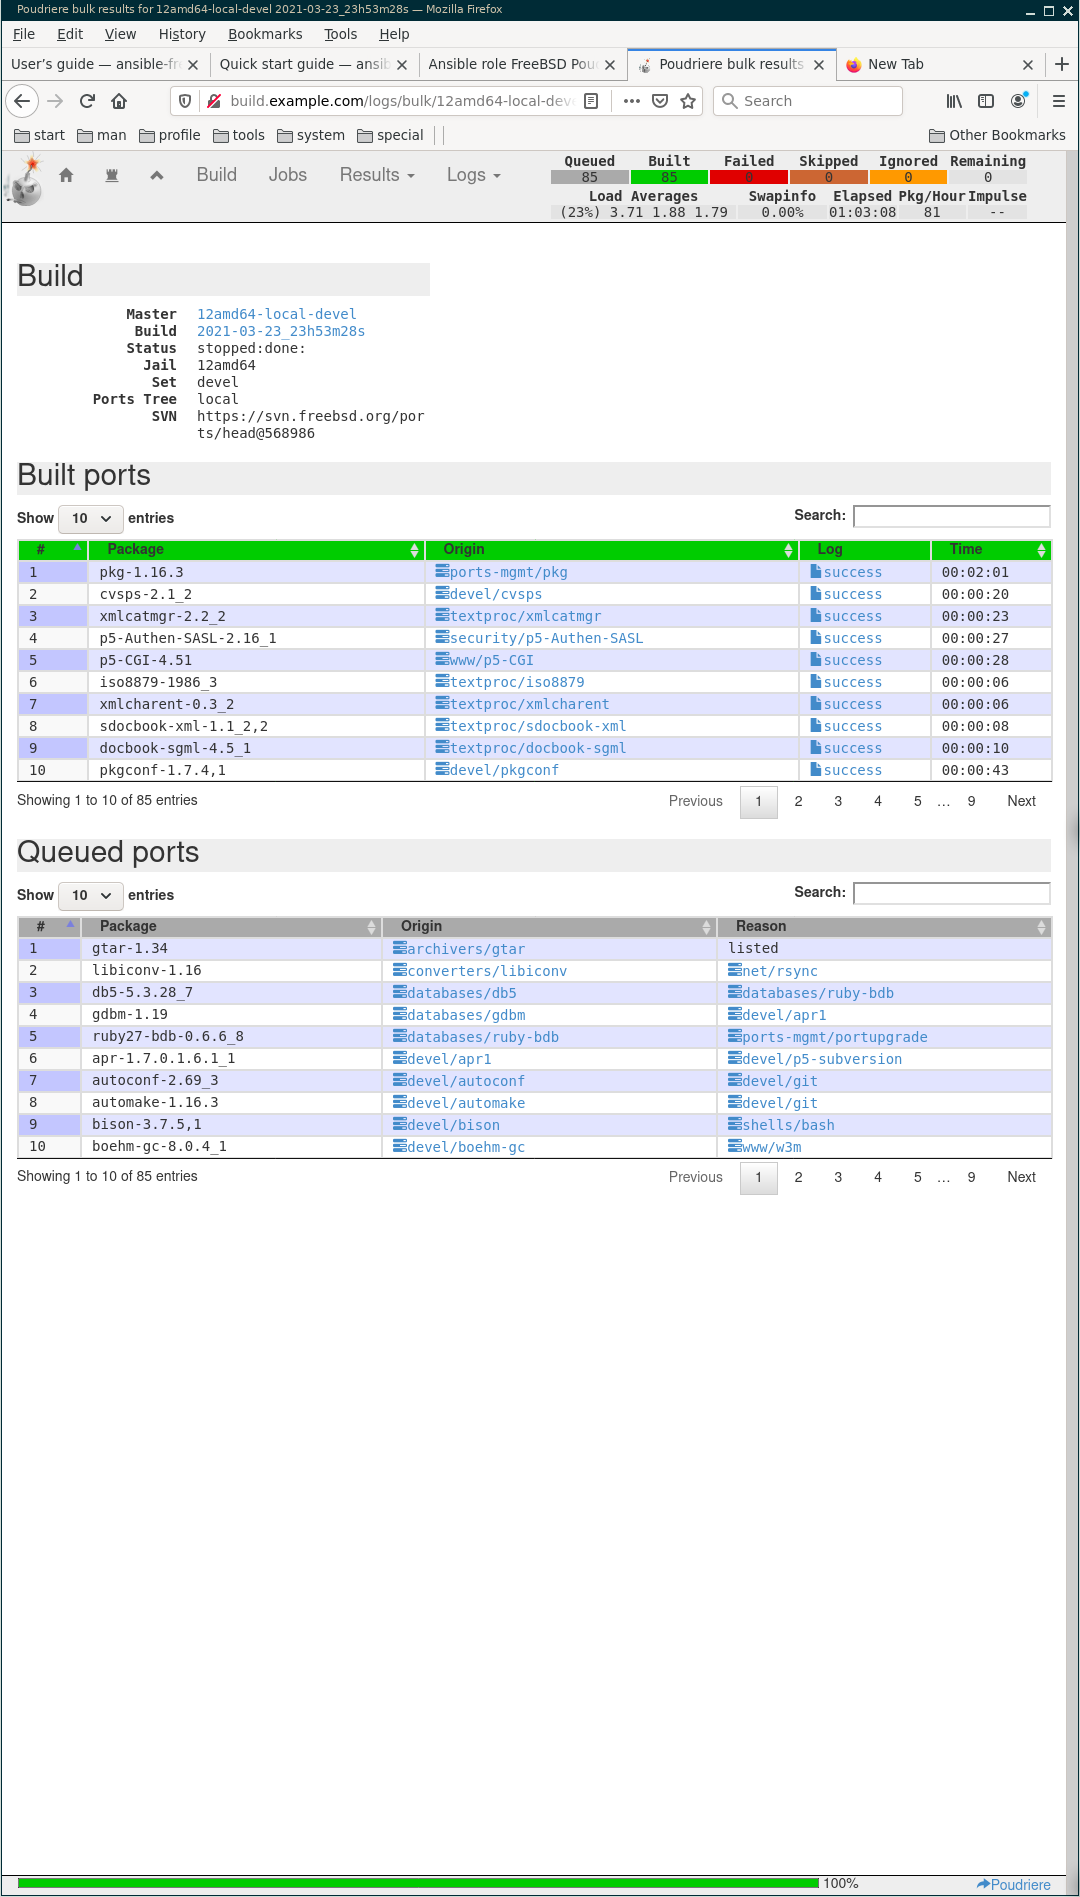 Poudriere bulk results for 12amd64-local-devel 2021-03-23_23h53m28s — Mozilla Firefox
File Edit View History Bookmarks Tools Help
User's guide — ansible-fr Quick start guide — ansib Ansible role FreeBSD Pou Poudriere bulk results New Tab
build.example.com/logs/bulk/12amd64-local-dev Search
start man profile tools system special Other Bookmarks
Build Jobs Results Logs
Queued Built Failed Skipped Ignored Remaining
85 85 0 0 0 0
Load Averages Swapinfo Elapsed Pkg/Hour Impulse
(23%) 3.71 1.88 1.79 0.00% 01:03:08 81 --
Build
Master 12amd64-local-devel
Build 2021-03-23_23h53m28s
Status stopped:done:
Jail 12amd64
Set devel
Ports Tree local
SVN https://svn.freebsd.org/por
ts/head@568986
Built ports
Show 10 entries Search:
# Package Origin Log Time
1 pkg-1.16.3 ports-mgmt/pkg success 00:02:01
2 cvsps-2.1_2 devel/cvsps success 00:00:20
3 xmlcatmgr-2.2_2 textproc/xmlcatmgr success 00:00:23
4 p5-Authen-SASL-2.16_1 security/p5-Authen-SASL success 00:00:27
5 p5-CGI-4.51 www/p5-CGI success 00:00:28
6 iso8879-1986_3 textproc/iso8879 success 00:00:06
7 xmlcharent-0.3_2 textproc/xmlcharent success 00:00:06
8 sdocbook-xml-1.1_2,2 textproc/sdocbook-xml success 00:00:08
9 docbook-sgml-4.5_1 textproc/docbook-sgml success 00:00:10
10 pkgconf-1.7.4,1 devel/pkgconf success 00:00:43
Showing 1 to 10 of 85 entries Previous 1 2 3 4 5 … 9 Next
Queued ports
Show 10 entries Search:
# Package Origin Reason
1 gtar-1.34 archivers/gtar listed
2 libiconv-1.16 converters/libiconv net/rsync
3 db5-5.3.28_7 databases/db5 databases/ruby-bdb
4 gdbm-1.19 databases/gdbm devel/apr1
5 ruby27-bdb-0.6.6_8 databases/ruby-bdb ports-mgmt/portupgrade
6 apr-1.7.0.1.6.1_1 devel/apr1 devel/p5-subversion
7 autoconf-2.69_3 devel/autoconf devel/git
8 automake-1.16.3 devel/automake devel/git
9 bison-3.7.5,1 devel/bison shells/bash
10 boehm-gc-8.0.4_1 devel/boehm-gc www/w3m
Showing 1 to 10 of 85 entries Previous 1 2 3 4 5 … 9 Next
100% Poudriere